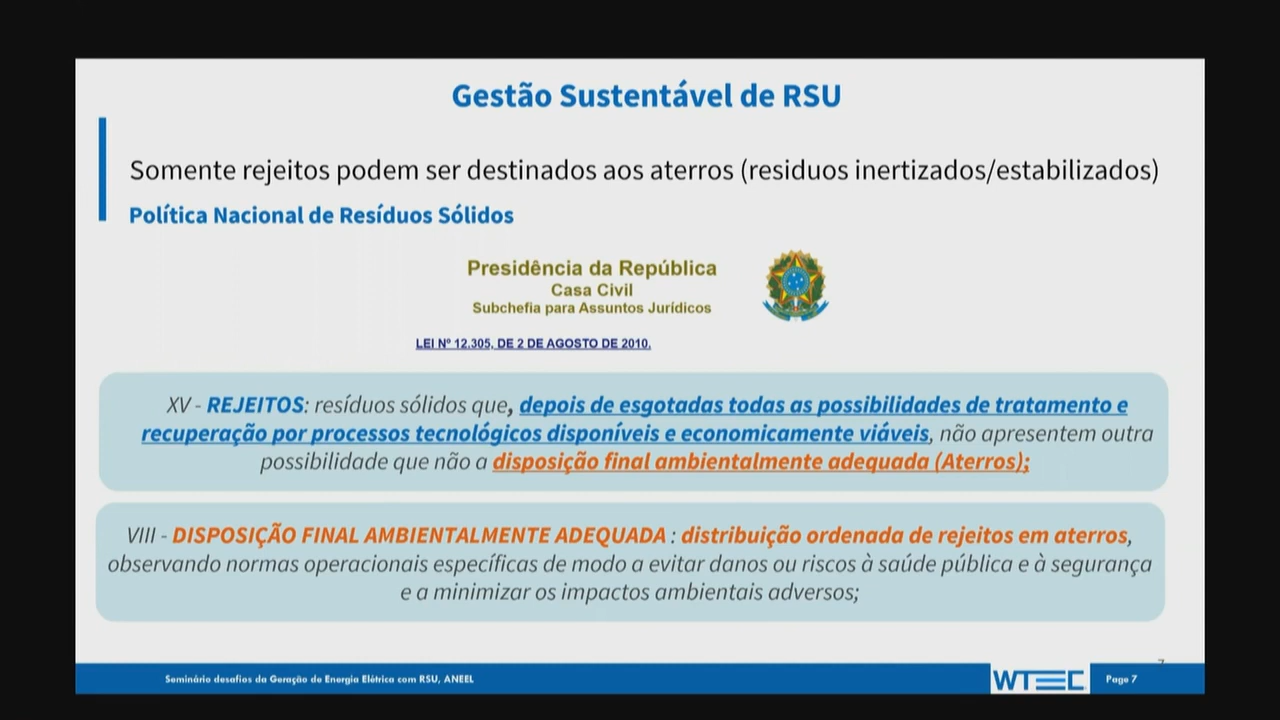 Gestão Sustentável de RSU
Somente rejeitos podem ser destinados aos aterros (residuos inertizados/estabilizados)
Política Nacional de Resíduos Sólidos
Presidência da República
Casa Civil
Subchefia para Assuntos Jurídicos
LEI Nº 12.305, DE 2 DE AGOSTO DE 2010.
XV - REJEITOS: resíduos sólidos que, depois de esgotadas todas as possibilidades de tratamento e
recuperação por processos tecnológicos disponíveis e economicamente viáveis, não apresentem outra
possibilidade que não a disposição final ambientalmente adequada (Aterros);
VIII - DISPOSIÇÃO FINAL AMBIENTALMENTE ADEQUADA : distribuição ordenada de rejeitos em aterros,
observando normas operacionais específicas de modo a evitar danos ou riscos à saúde pública e à segurança
e a minimizar os impactos ambientais adversos;
Seminário desafios da Geração de Energia Elétrica com RSU, ANEEL
WTEEC
Page 7